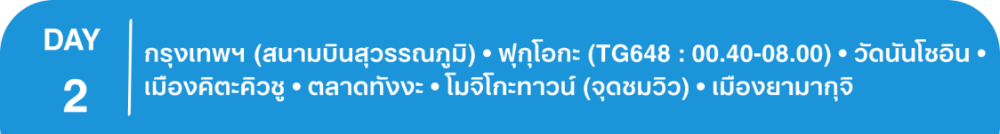 DAY
2
กรุงเทพฯ (สนามบินสุวรรณภูมิ) • ฟุกุโอกะ (TG648 : 00.40-08.00) • วัดนันโซอิน •
เมืองคิตะคิวชู • ตลาดทังงะ • โมจิโกะทาวน์ (จุดชมวิว) • เมืองยามากุจิ